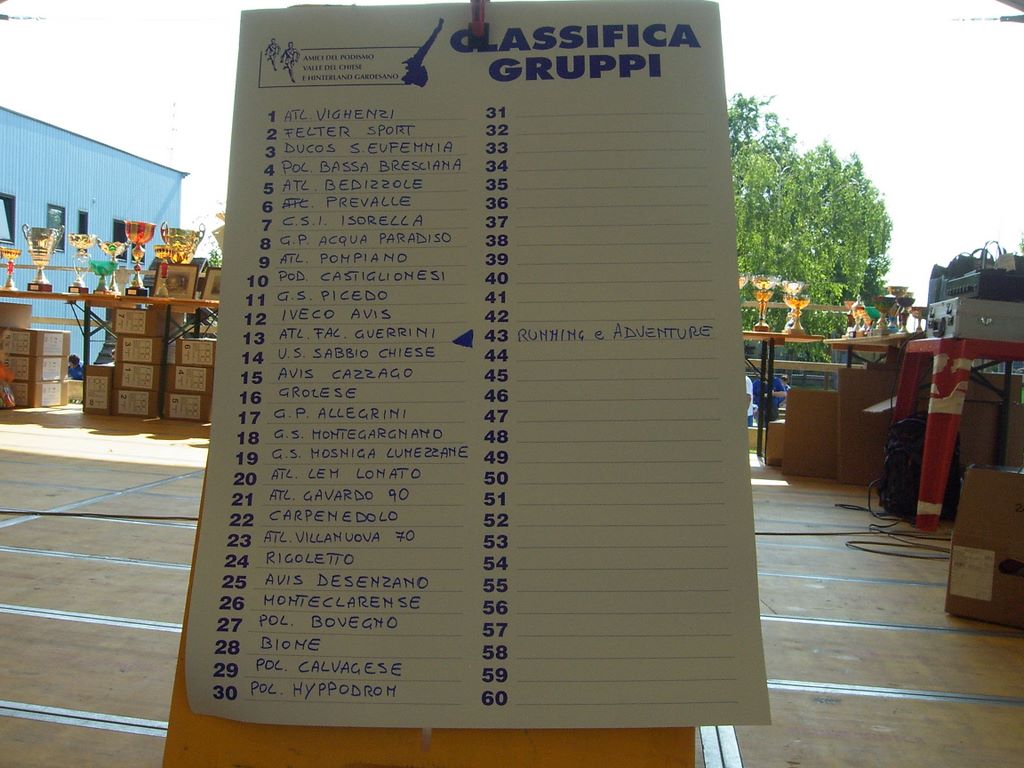 AMICI DEL PODISMO
VALLE DEL CHIESE
E HINTERLAND GARDESANO
CLASSIFICA
GRUPPI
1 ATL. VIGHENZI
2 FELTER SPORT
3 DUCOS S. EUFEMMIA
4 POL. BASSA BRESCIANA
5 ATL. BEDIZZOLE
6 ATL. PREVALLE
7 C.S.I. ISORELLA
8 G.P. ACQUA PARADISO
9 ATL. POMPIANO
10 POD. CASTIGLIONESI
11 G.S. PICEDO
12 IVECO AVIS
13 ATL. FAL. GUERRINI
14 U.S. SABBIO CHIESE
15 AVIS CAZZAGO
16 GROLESE
17 G.P. ALLEGRINI
18 G.S. MONTEGARGNANO
19 G.S. MOSNIGA LUMEZZANE
20 ATL. LEM LONATO
21 ATL. GAVARDO 90
22 CARPENEDOLO
23 ATL. VILLANUOVA 70
24 RIGOLETTO
25 AVIS DESENZANO
26 MONTECLARENSE
27 POL. BOVEGNO
28 BIONE
29 POL. CALVAGESE
30 POL. HYPPODROM
31
32
33
34
35
36
37
38
39
40
41
42
43 RUNNING e ADVENTURE
44
45
46
47
48
49
50
51
52
53
54
55
56
57
58
59
60